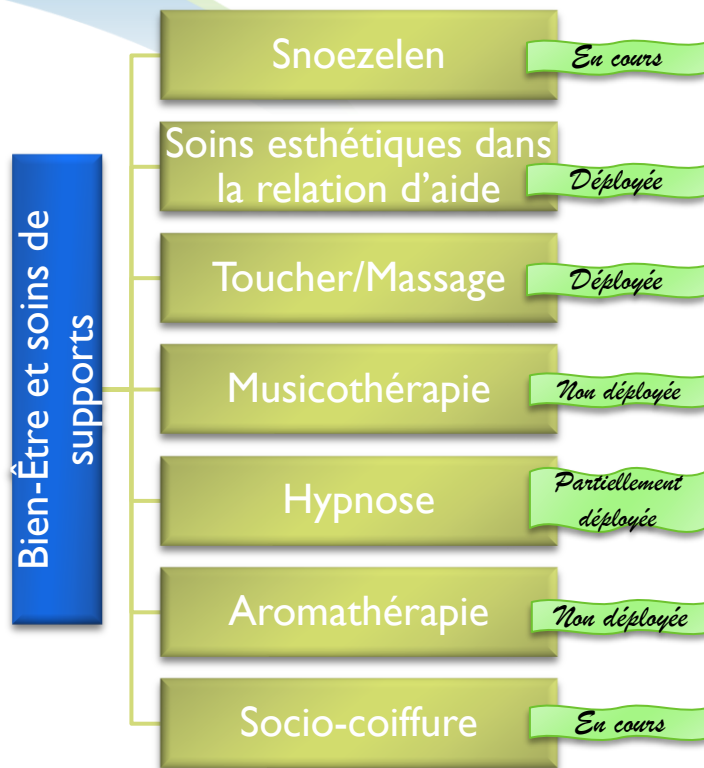 Bien-Être et soins de
supports
Snoezelen
En cours
Soins esthétiques dans
la relation d'aide
Déployée
Toucher/Massage
Déployée
Musicothérapie
Non déployée
Hypnose
Partiellement
déployée
Aromathérapie
Non déployée
Socio-coiffure
En cours